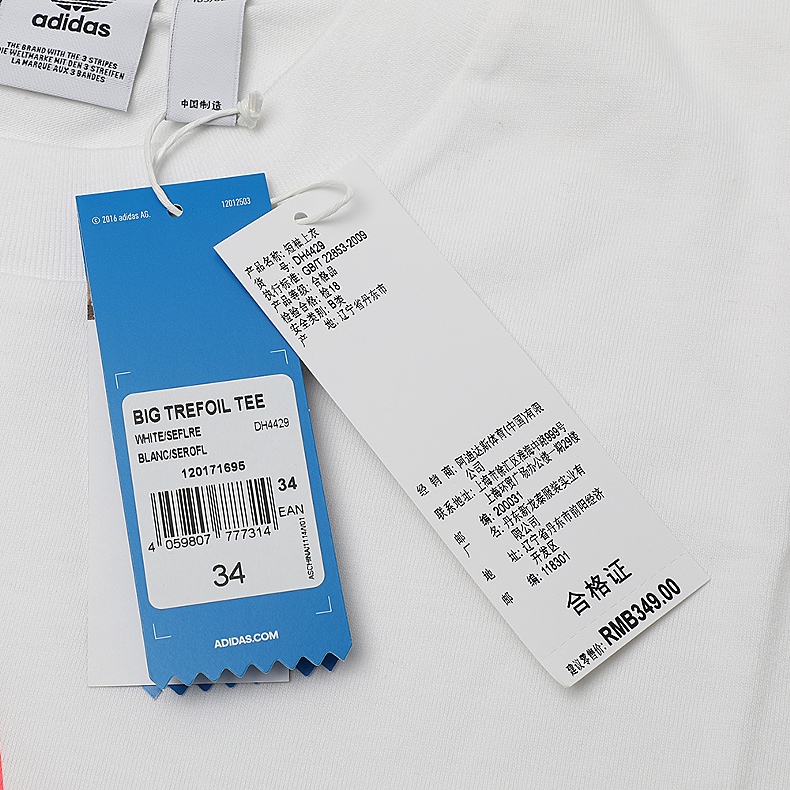 adidas
THE BRAND WITH THE 3 STRIPES
DIE WELTMARKE MIT DEN 3 STREIFEN
LA MARQUE AUX 3 BANDES
中国制造
© 2016 adidas AG.
12012503
BIG TREFOIL TEE
WHITE/SEFLRE
DH4429
BLANC/SEROFL
120171695
34
EAN
4 059807 777314
ASCHINA/1114/V01
34
ADIDAS.COM
产品名称: 短袖上衣
货 号: DH4429
执行标准: GB/T 22853-2009
产品等级: 合格品
检验合格: 检18
安全类别: B类
产 地: 辽宁省丹东市
经 销 商: 阿迪达斯体育(中国)有限
公司
联系地址: 上海市徐汇区淮海中路999号
上海环贸广场办公楼一期29楼
邮 编: 200031
厂 名: 丹东新龙泰服装实业有
限公司
地 址: 辽宁省丹东市前阳经济
开发区
邮 编: 118301
合格证
建议零售价: RMB349.00